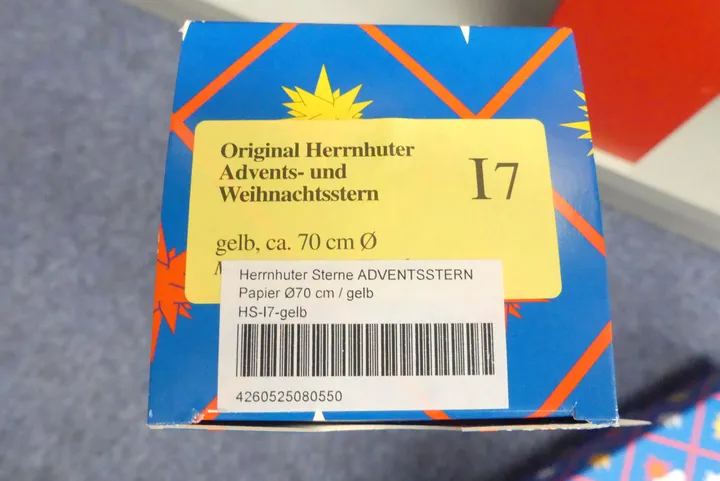 Original Herrnhuter
Advents- und
Weihnachtsstern
I7
gelb, ca. 70 cm Ø
Herrnhuter Sterne ADVENTSSTERN
Papier Ø70 cm / gelb
HS-I7-gelb
4260525080550